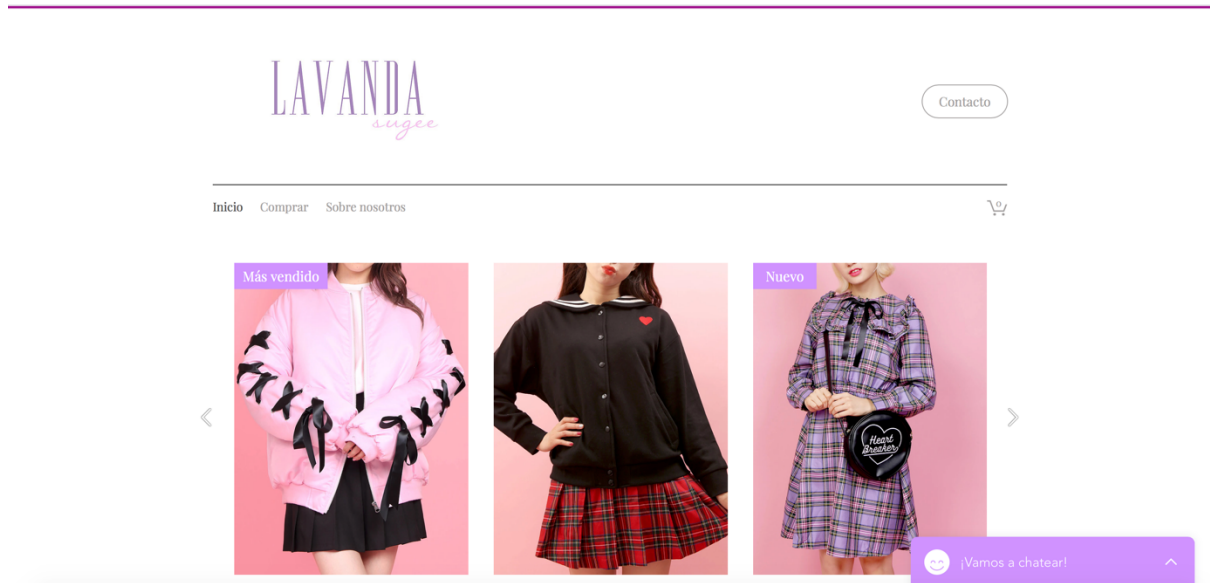 LAVANDA
sugee
Contacto
Inicio Comprar Sobre nosotros 0
Más vendido
Nuevo
Heart
Breaker
¡Vamos a chatear!